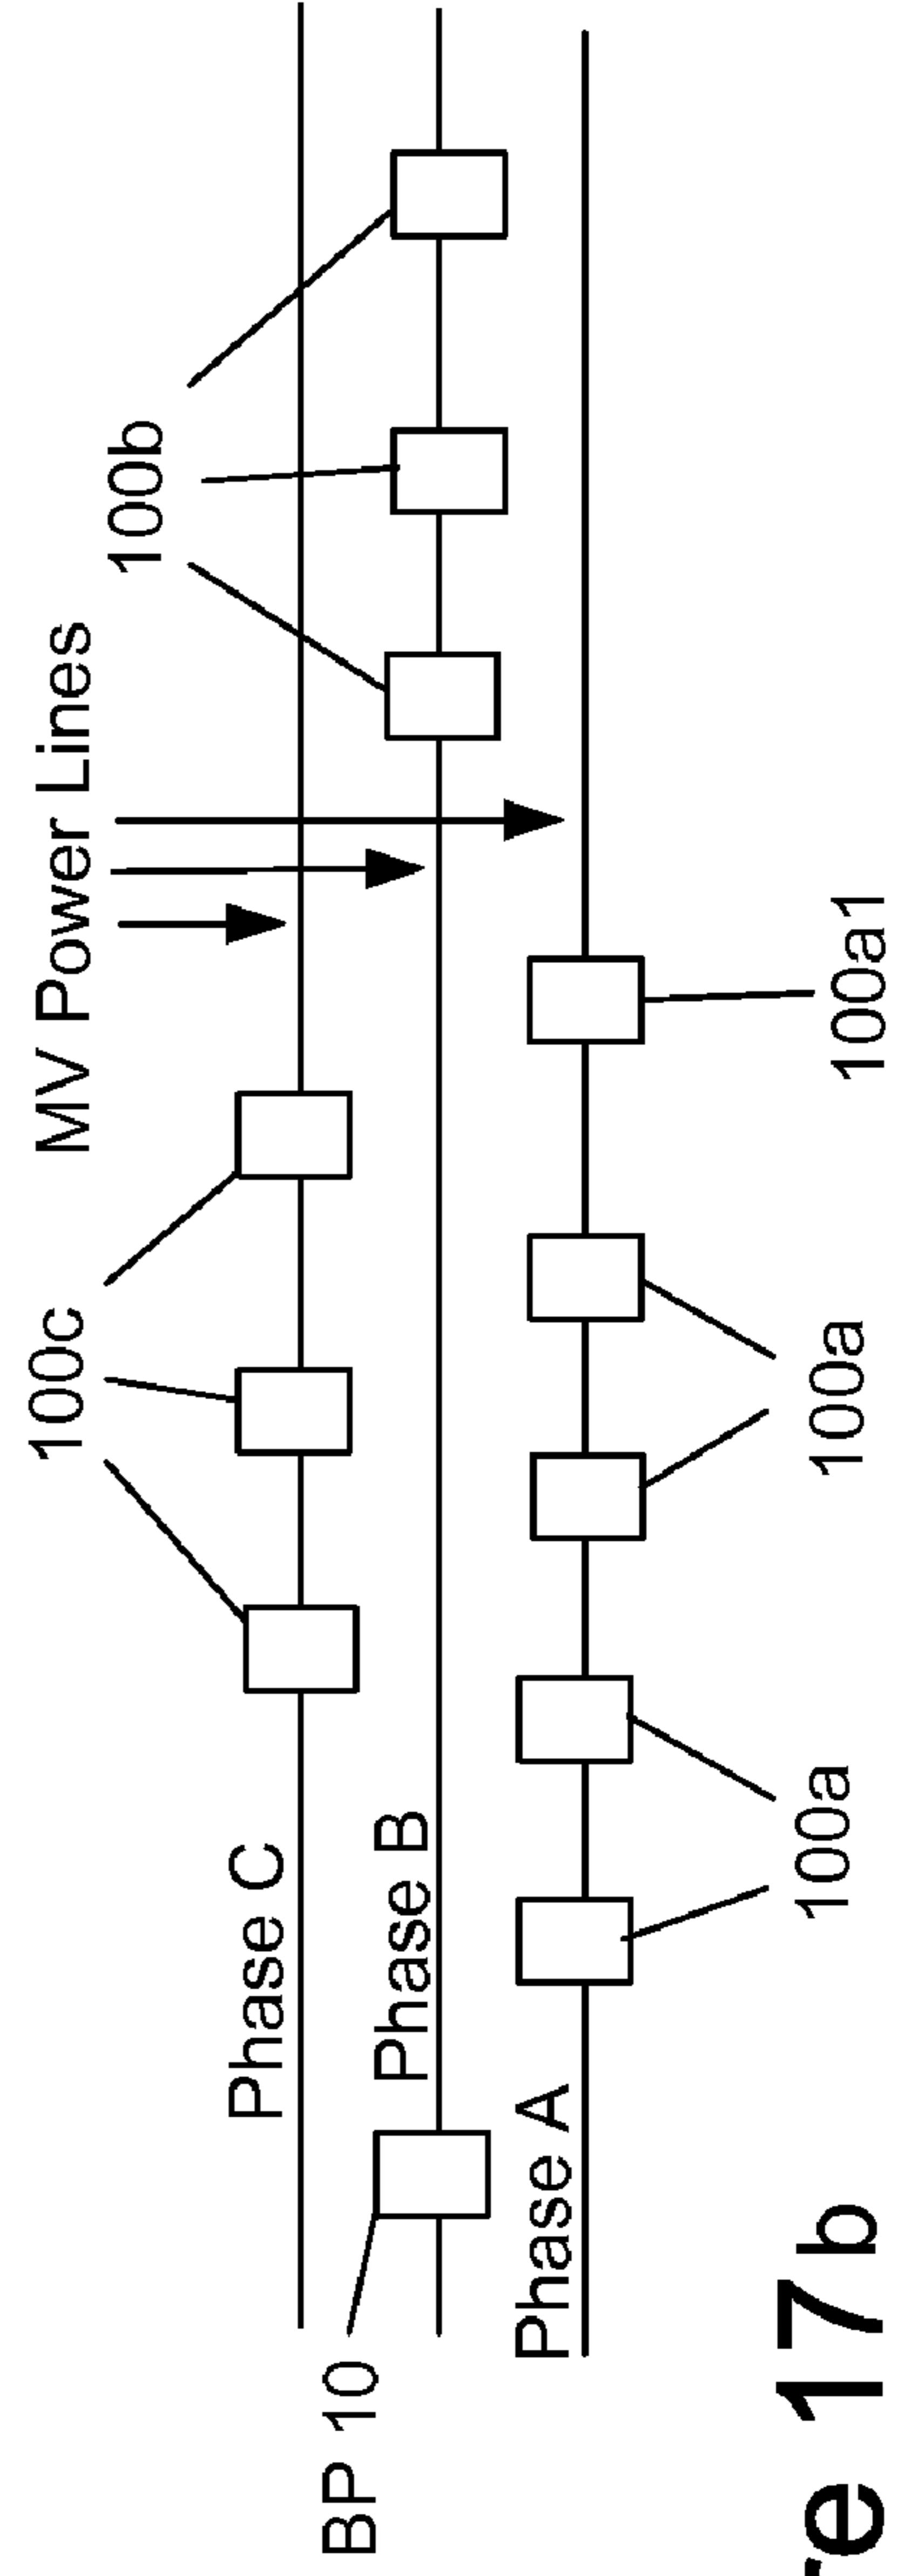 MV Power Lines
100c
100b
Phase C
BP 10
Phase B
Phase A
100a
100a
100a1
re 17b